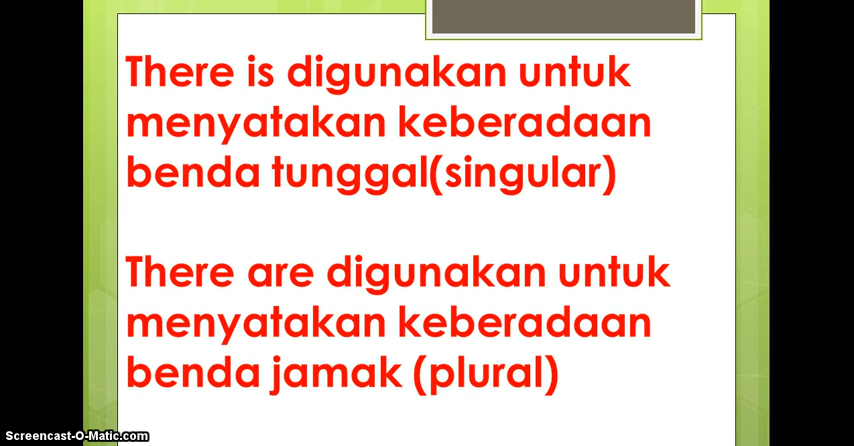 There is digunakan untuk
menyatakan keberadaan
benda tunggal(singular)
There are digunakan untuk
menyatakan keberadaan
benda jamak (plural)
Screencast-O-Matic.com